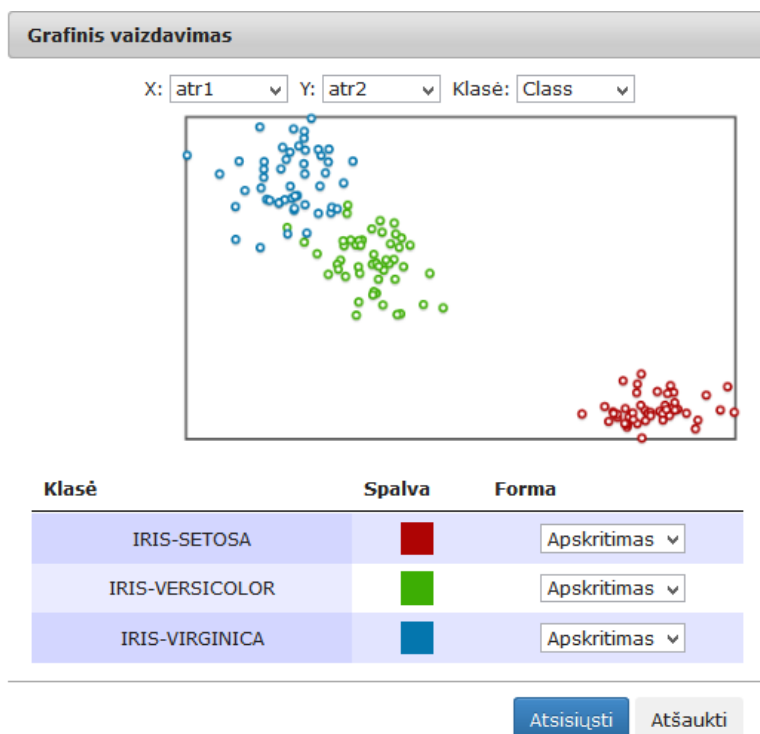 Grafinis vaizdavimas
X: atr1 Y: atr2 Klasė: Class
Klasė Spalva Forma
IRIS-SETOSA Apskritimas
IRIS-VERSICOLOR Apskritimas
IRIS-VIRGINICA Apskritimas
Atsisiųsti Atšaukti